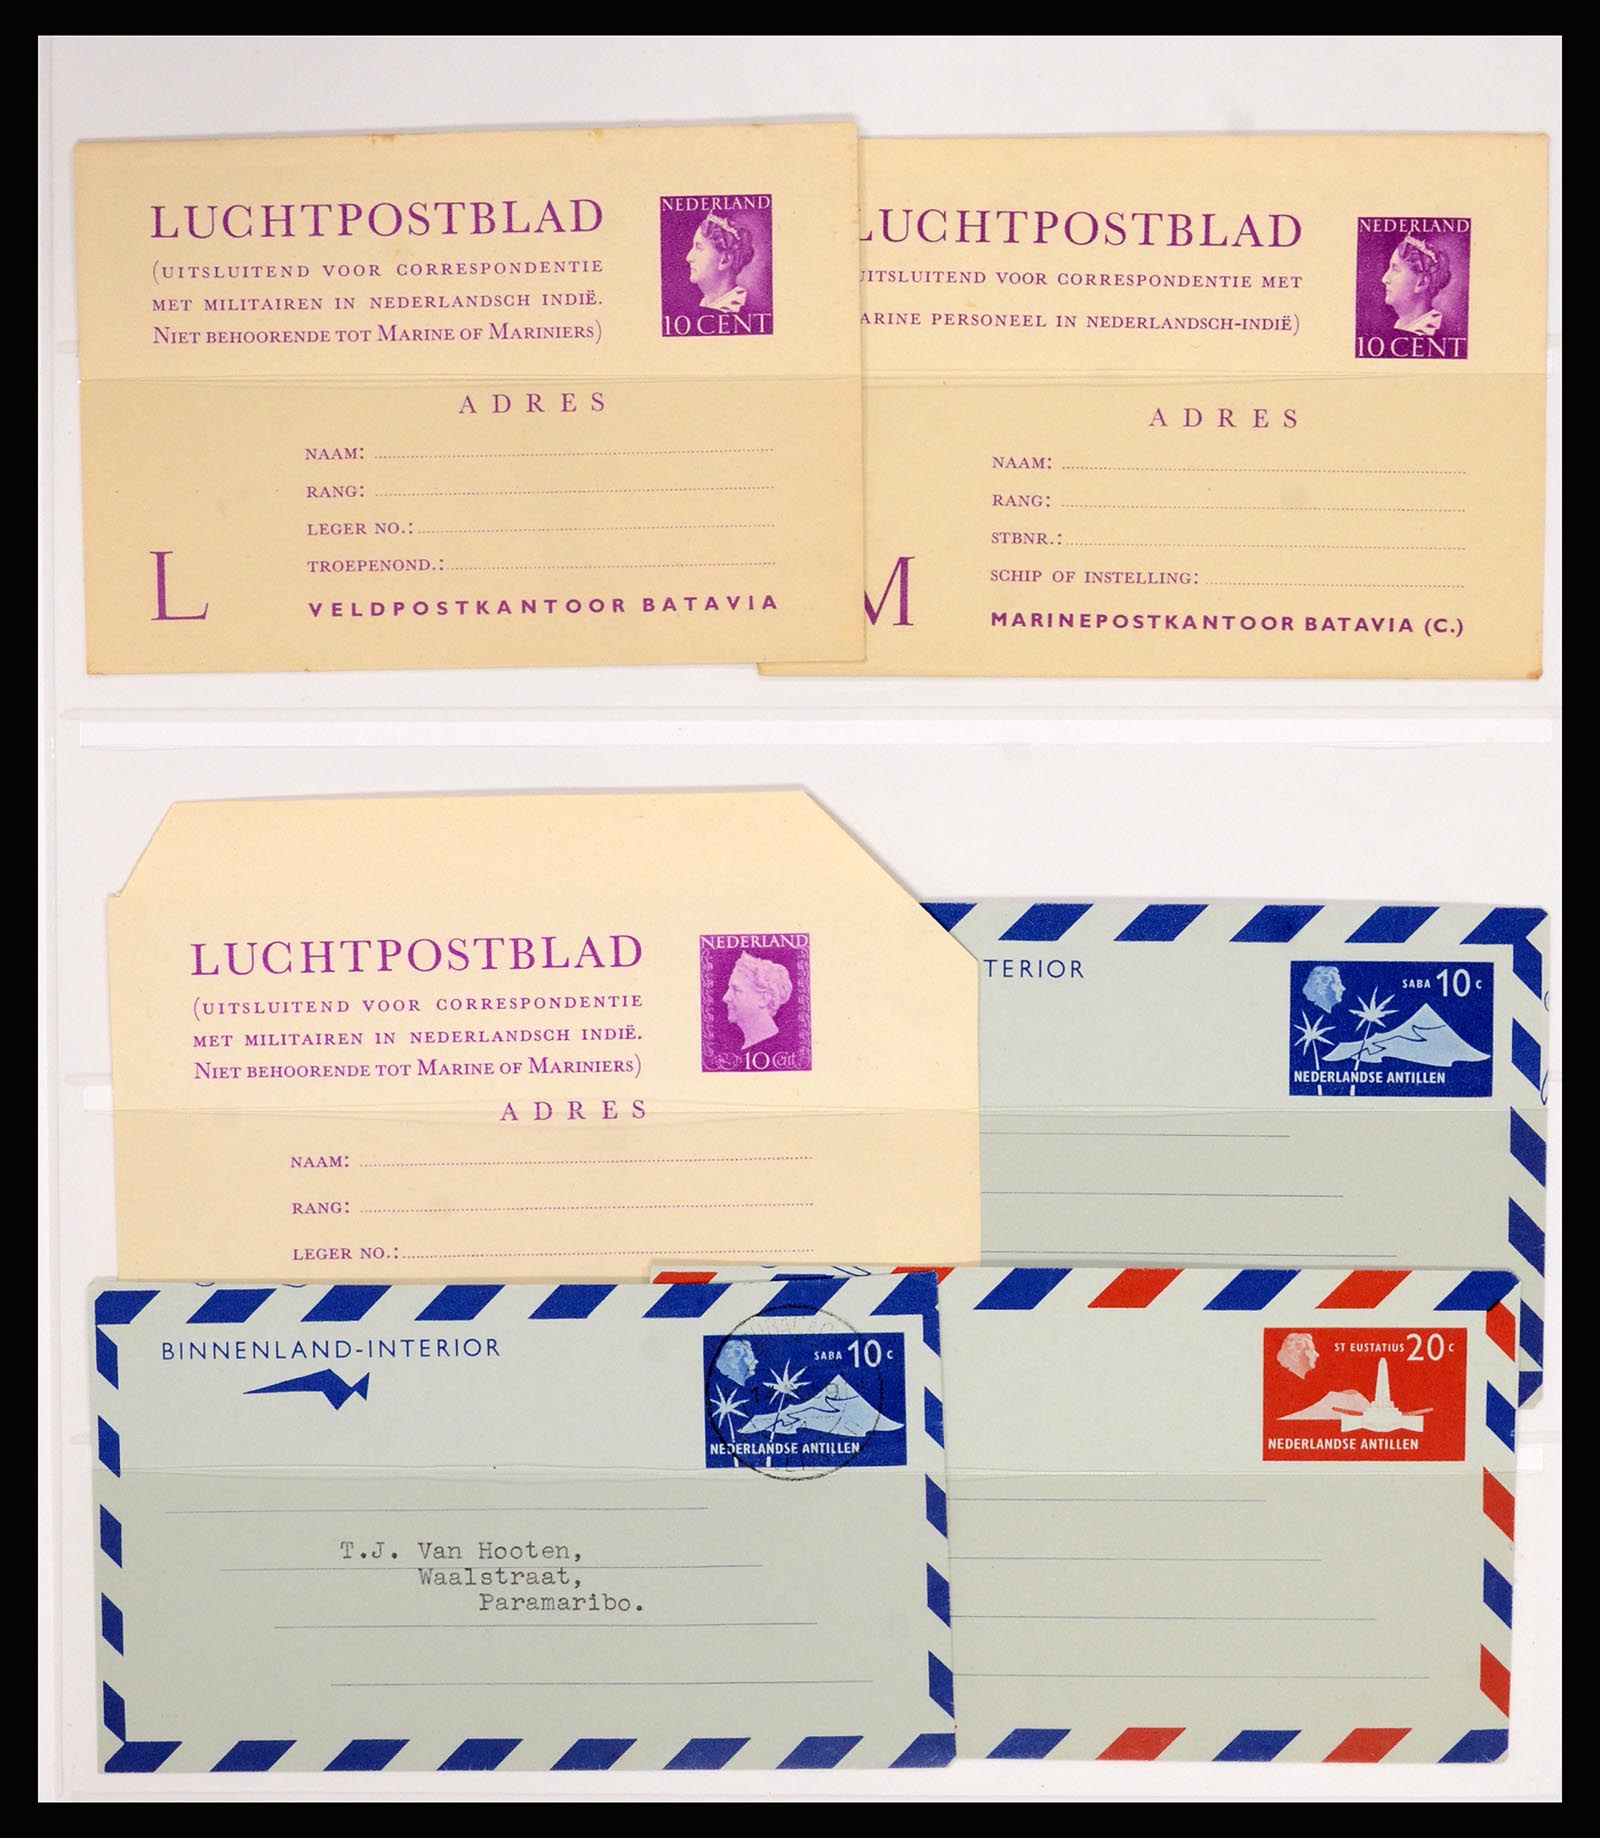 LUCHTPOSTBLAD
(UITSLUITEND VOOR CORRESPONDENTIE
MET MILITAIREN IN NEDERLANDSCH INDIË.
NIET BEHOORENDE TOT MARINE OF MARINIERS)
NEDERLAND
10 CENT
ADRES
NAAM:
RANG:
LEGER NO.:
TROEPENOND.:
L
VELDPOSTKANTOOR BATAVIA
LUCHTPOSTBLAD
UITSLUITEND VOOR CORRESPONDENTIE MET
ARINE PERSONEEL IN NEDERLANDSCH-INDIË)
NEDERLAND
10 CENT
ADRES
NAAM:
RANG:
STBNR.:
SCHIP OF INSTELLING:
M
MARINEPOSTKANTOOR BATAVIA (C.)
LUCHTPOSTBLAD
(UITSLUITEND VOOR CORRESPONDENTIE
MET MILITAIREN IN NEDERLANDSCH INDIË.
NIET BEHOORENDE TOT MARINE OF MARINIERS)
NEDERLAND
10 Cent
ADRES
NAAM:
RANG:
LEGER NO.:
TERIOR
SABA 10 C
NEDERLANDSE ANTILLEN
BINNENLAND-INTERIOR
SABA 10 C
NEDERLANDSE ANTILLEN
T.J. Van Hooten,
Waalstraat,
Paramaribo.
ST EUSTATIUS 20 C
NEDERLANDSE ANTILLEN